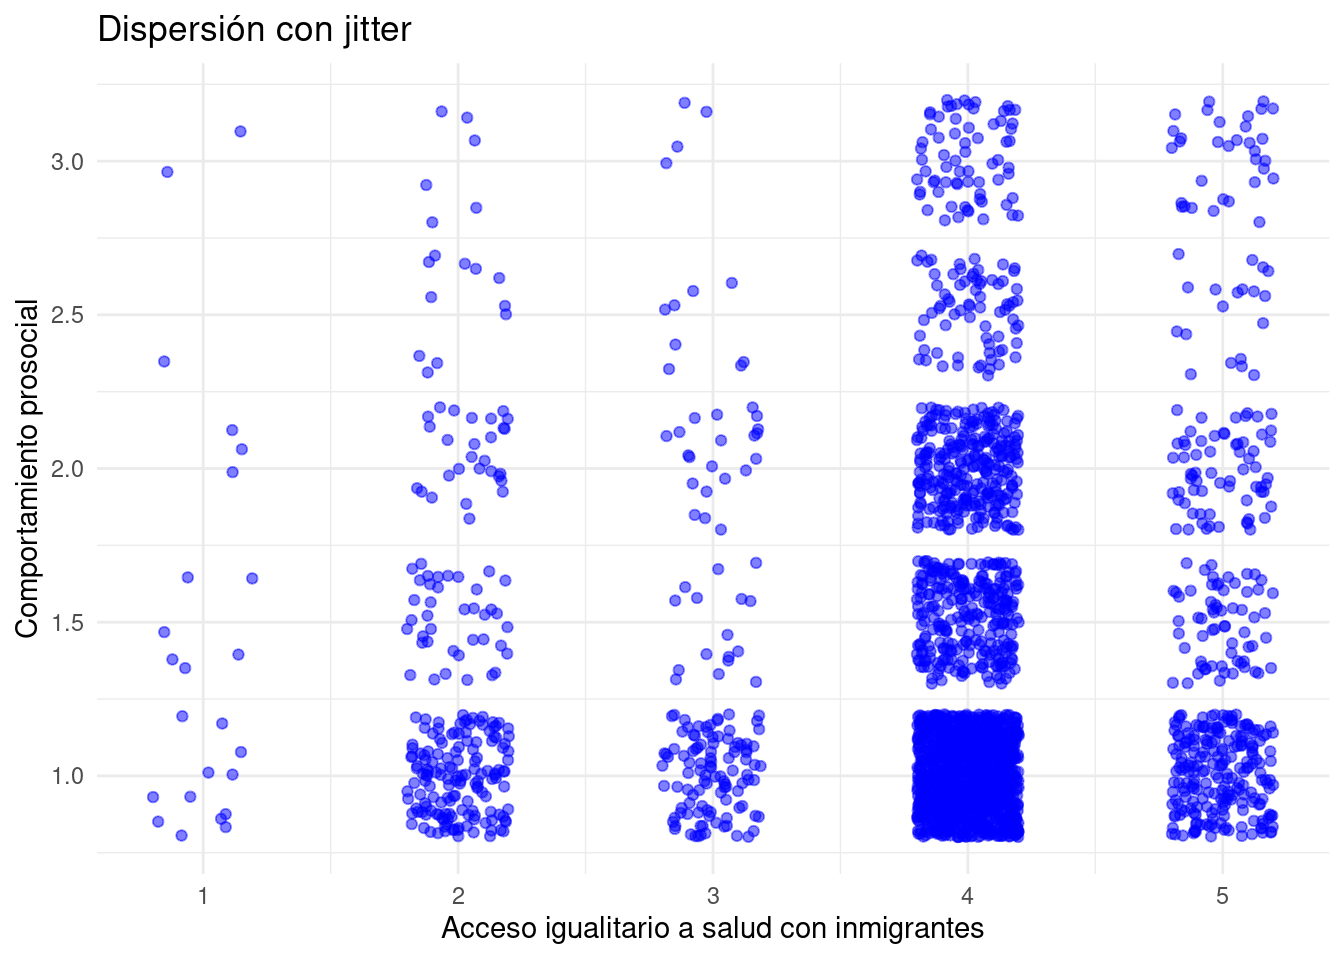 Dispersión con jitter
Comportamiento prosocial
3.0
2.5
2.0
1.5
1.0
1 2 3 4 5
Acceso igualitario a salud con inmigrantes